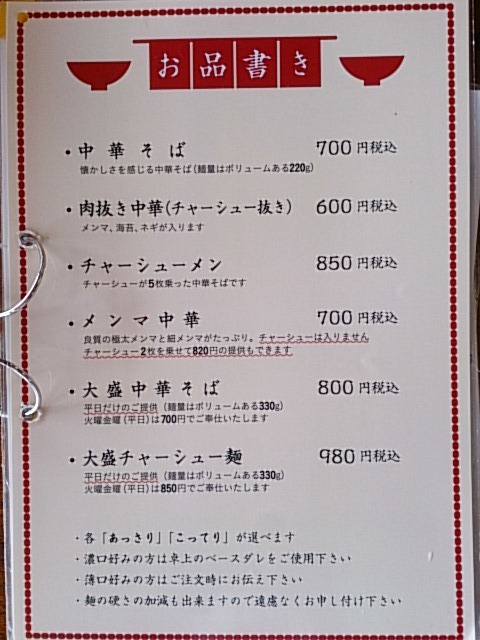 お品書き
・中華そば 700円税込
懐かしさを感じる中華そば(麺量はボリュームある220g)
・肉抜き中華(チャーシュー抜き) 600円税込
メンマ、海苔、ネギが入ります
・チャーシューメン 850円税込
チャーシューが5枚乗った中華そばです
・メンマ中華 700円税込
良質の極太メンマと細メンマがたっぷり。チャーシューは入りません
チャーシュー2枚を乗せて820円の提供もできます
・大盛中華そば 800円税込
平日だけのご提供(麺量はボリュームある330g)
火曜金曜(平日)は700円でご奉仕いたします
・大盛チャーシュー麺 980円税込
平日だけのご提供(麺量はボリュームある330g)
火曜金曜(平日)は850円でご奉仕いたします
・各「あっさり」「こってり」が選べます
・濃口好みの方は卓上のベースダレをご使用下さい
・薄口好みの方はご注文時にお伝え下さい
・麺の硬さの加減も出来ますので遠慮なくお申し付け下さい